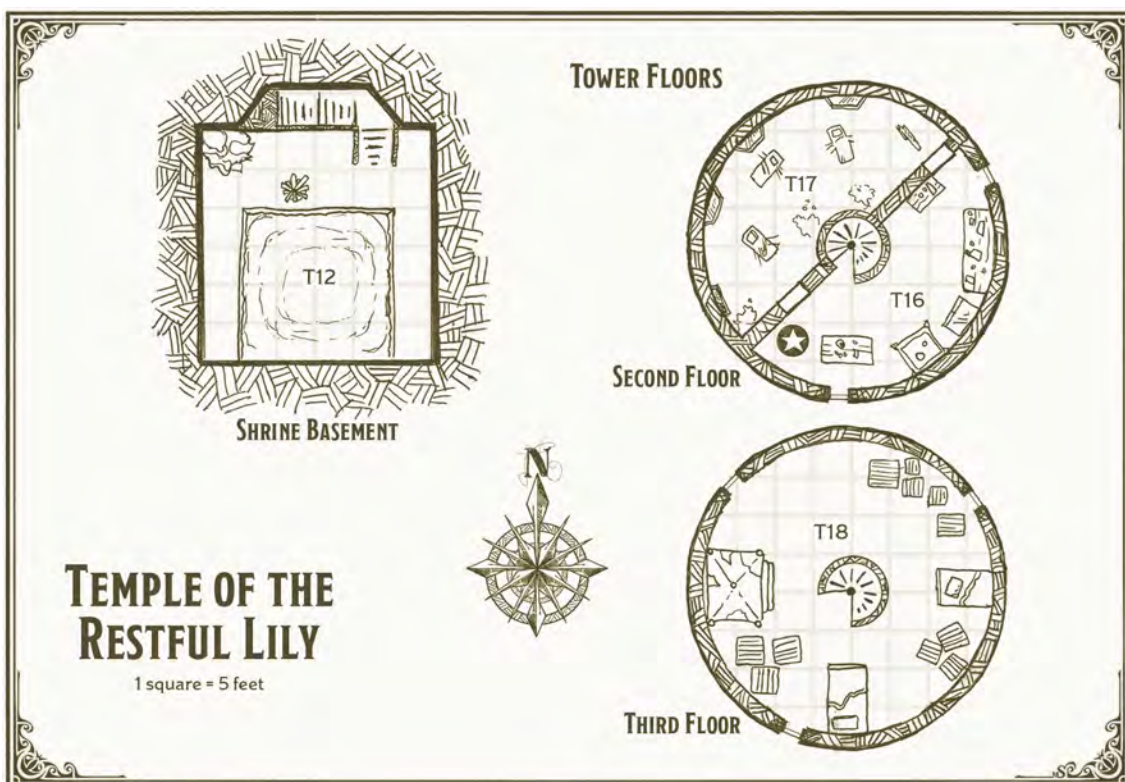 TOWER FLOORS
T17
T16
SECOND FLOOR
T12
SHRINE BASEMENT
N
T18
THIRD FLOOR
TEMPLE OF THE
RESTFUL LILY
1 square = 5 feet